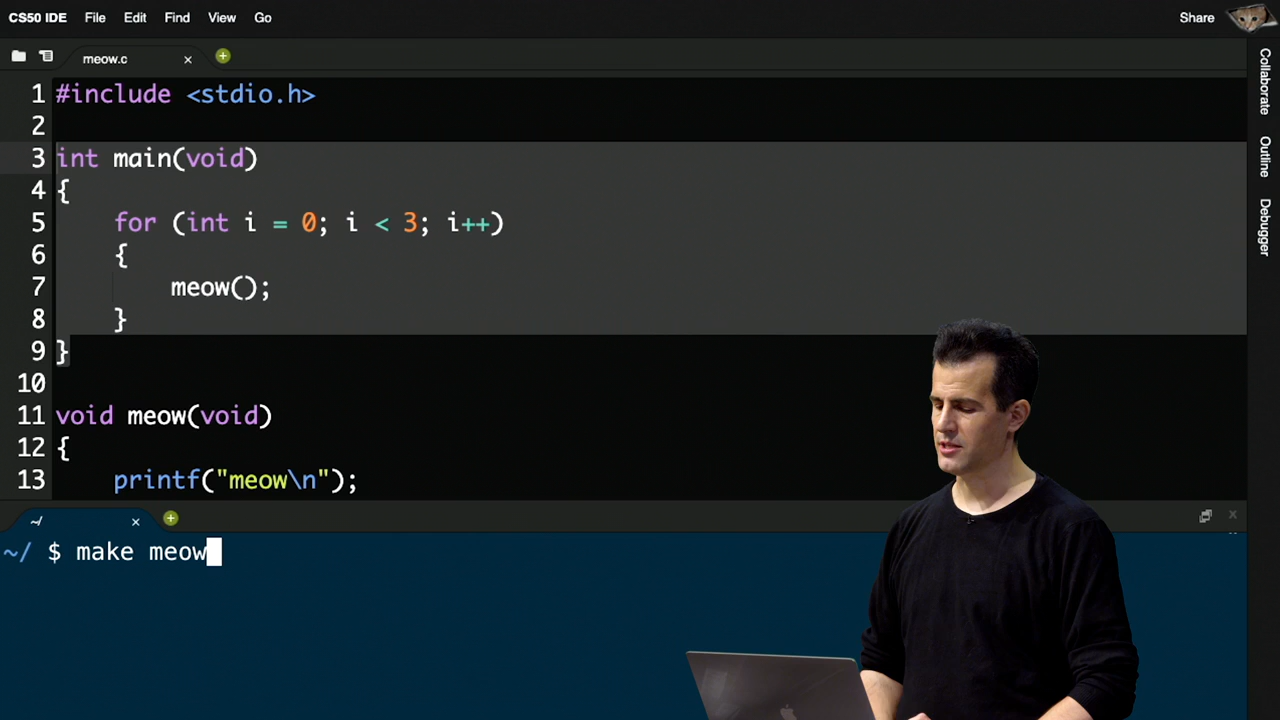 CS50 IDE File Edit Find View Go Share
meow.c
Collaborate
Outline
Debugger
1 #include <stdio.h>
2
3 int main(void)
4 {
5 for (int i = 0; i < 3; i++)
6 {
7 meow();
8 }
9 }
10
11 void meow(void)
12 {
13 printf("meow\n");
~/ $ make meow